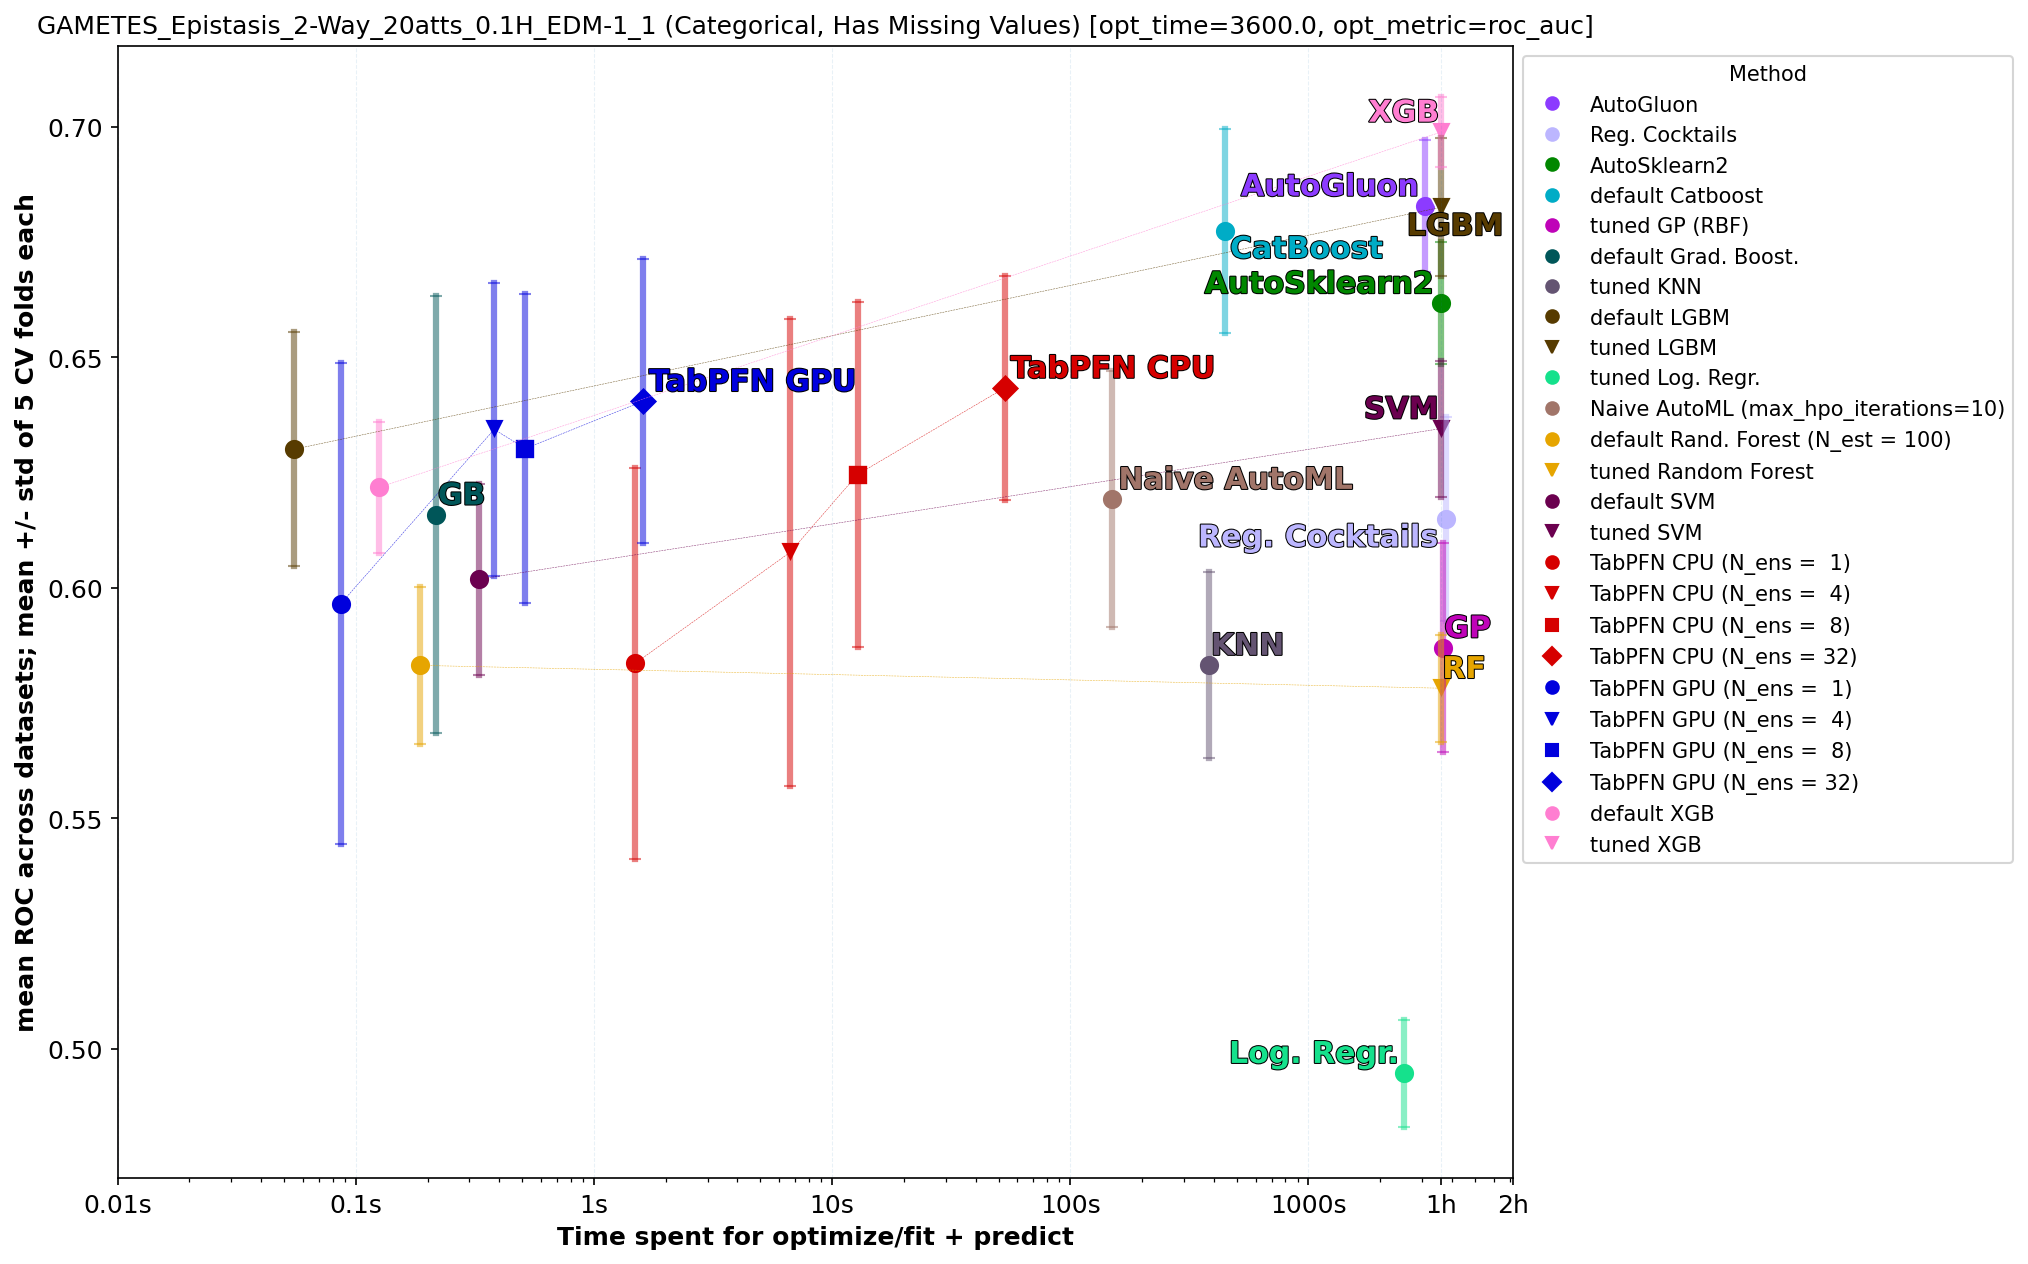 GAMETES_Epistasis_2-Way_20atts_0.1H_EDM-1_1 (Categorical, Has Missing Values) [opt_time=3600.0, opt_metric=roc_auc]
mean ROC across datasets; mean +/- std of 5 CV folds each
0.70
0.65
0.60
0.55
0.50
XGB
AutoGluon
LGBM
CatBoost
AutoSklearn2
TabPFN CPU
TabPFN GPU
SVM
Naive AutoML
GB
Reg. Cocktails
GP
KNN
RF
Log. Regr.
0.01s
0.1s
1s
10s
100s
1000s
1h
2h
Time spent for optimize/fit + predict
Method
AutoGluon
Reg. Cocktails
AutoSklearn2
default Catboost
tuned GP (RBF)
default Grad. Boost.
tuned KNN
default LGBM
tuned LGBM
tuned Log. Regr.
Naive AutoML (max_hpo_iterations=10)
default Rand. Forest (N_est = 100)
tuned Random Forest
default SVM
tuned SVM
TabPFN CPU (N_ens =  1)
TabPFN CPU (N_ens =  4)
TabPFN CPU (N_ens =  8)
TabPFN CPU (N_ens = 32)
TabPFN GPU (N_ens =  1)
TabPFN GPU (N_ens =  4)
TabPFN GPU (N_ens =  8)
TabPFN GPU (N_ens = 32)
default XGB
tuned XGB